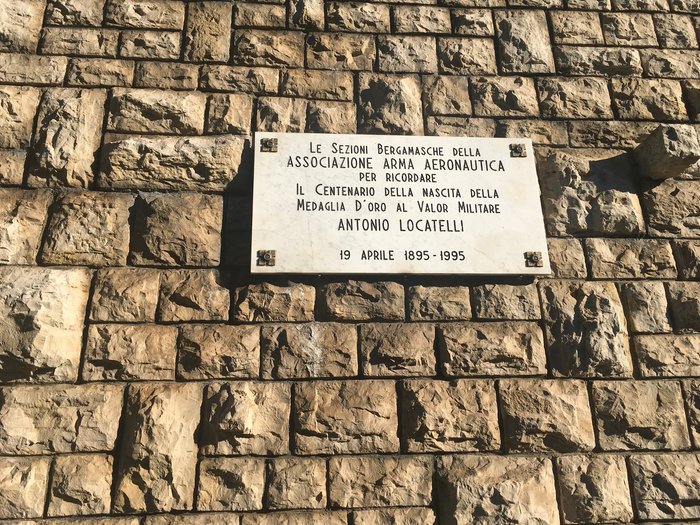 Le Sezioni Bergamasche della
ASSOCIAZIONE ARMA AERONAUTICA
per ricordare
Il Centenario della nascita della
Medaglia D'oro al Valor Militare
ANTONIO LOCATELLI
19 APRILE 1895 - 1995